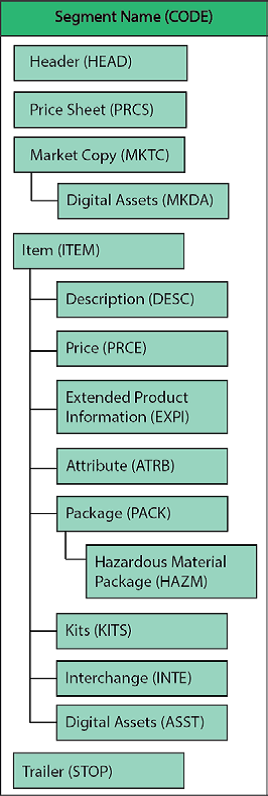 Segment Name (CODE)
Header (HEAD)
Price Sheet (PRCS)
Market Copy (MKTC)
Digital Assets (MKDA)
Item (ITEM)
Description (DESC)
Price (PRCE)
Extended Product
Information (EXPI)
Attribute (ATRB)
Package (PACK)
Hazardous Material
Package (HAZM)
Kits (KITS)
Interchange (INTE)
Digital Assets (ASST)
Trailer (STOP)